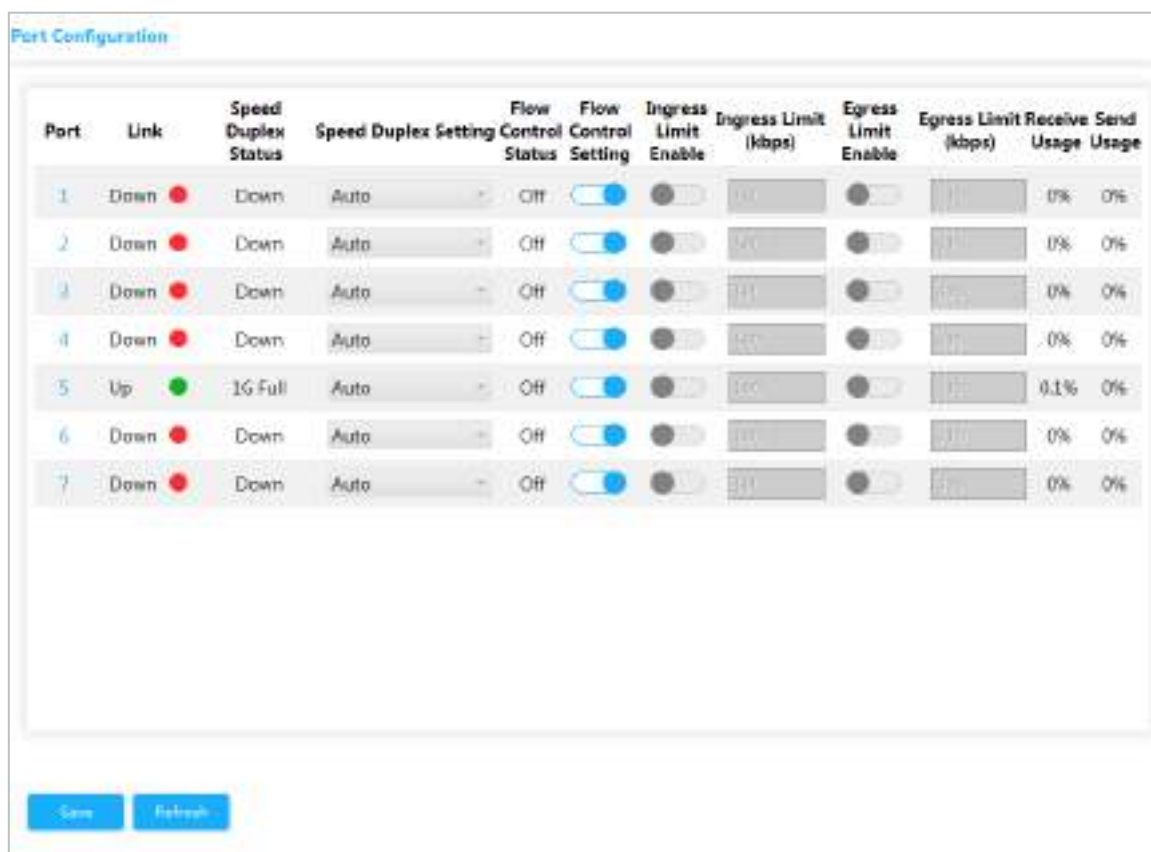 Port Configuration
Port Link Speed Duplex Status Speed Duplex Setting Flow Control Status Flow Control Setting Ingress Limit Enable Ingress Limit (kbps) Egress Limit Enable Egress Limit (kbps) Receive Usage Send Usage
1 Down Down Auto Off 0% 0%
2 Down Down Auto Off 0% 0%
3 Down Down Auto Off 0% 0%
4 Down Down Auto Off 0% 0%
5 Up 1G Full Auto Off 0.1% 0%
6 Down Down Auto Off 0% 0%
7 Down Down Auto Off 0% 0%
Save Refresh